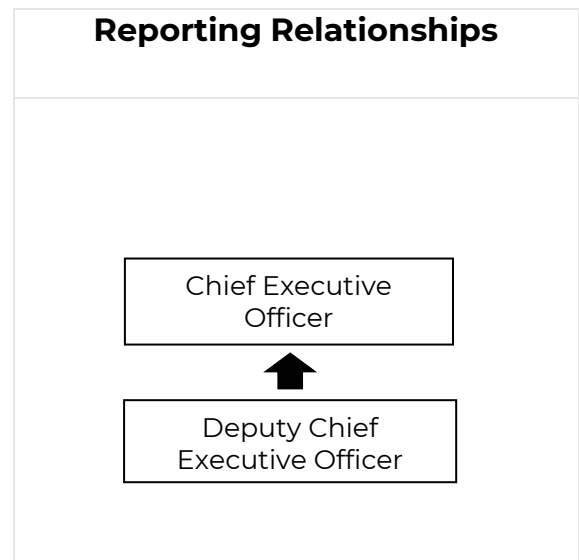 Reporting Relationships
Chief Executive
Officer
Deputy Chief
Executive Officer